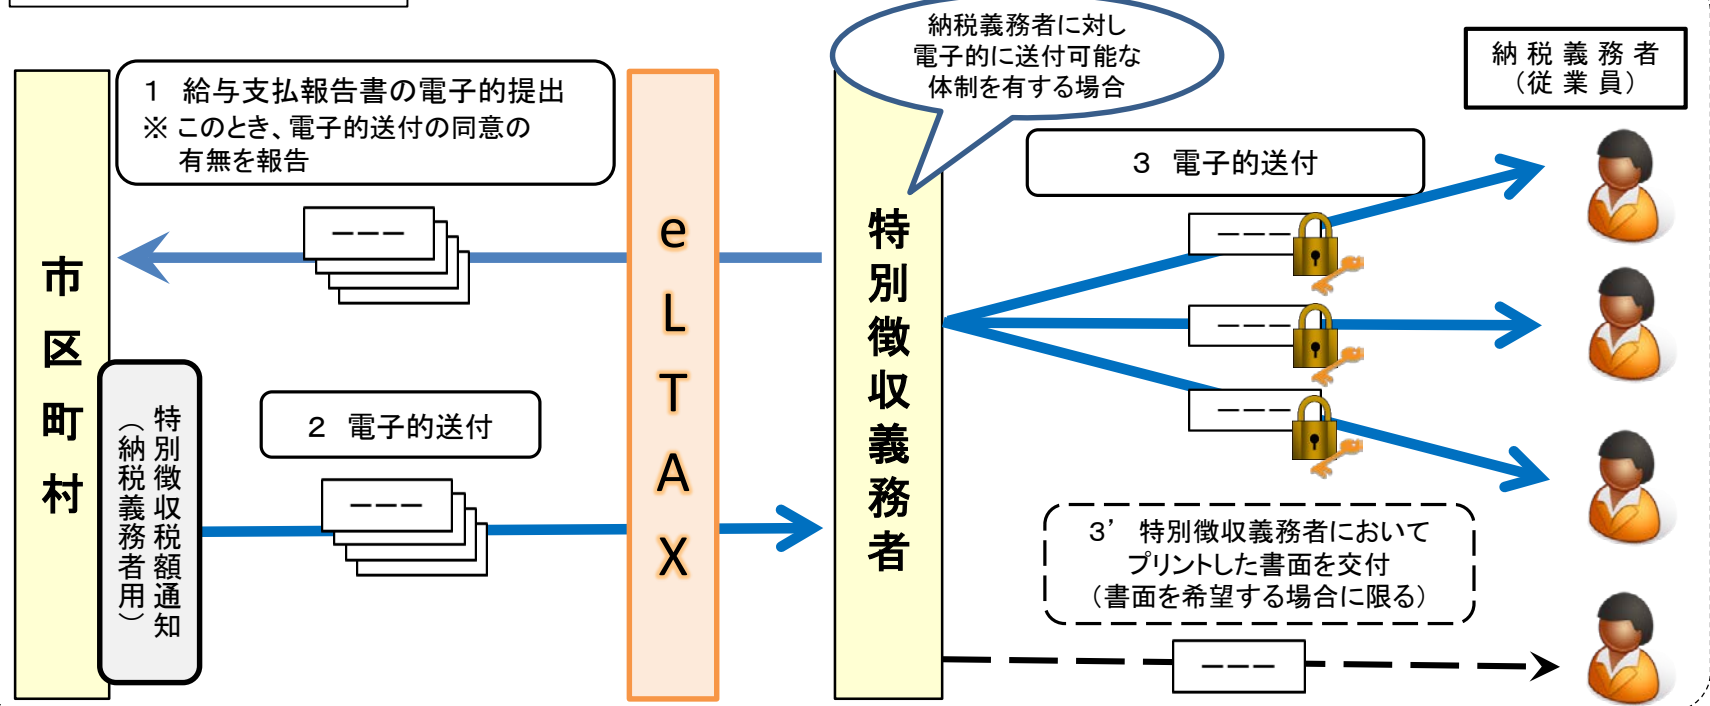 納税義務者に対し
電子的に送付可能な
体制を有する場合
納税義務者
（従業員）
1　給与支払報告書の電子的提出
※ このとき、電子的送付の同意の
有無を報告
3　電子的送付
市区町村
eLTAX
特別徴収義務者
特別徴収税額通知
（納税義務者用）
2　電子的送付
3’　特別徴収義務者において
プリントした書面を交付
（書面を希望する場合に限る）